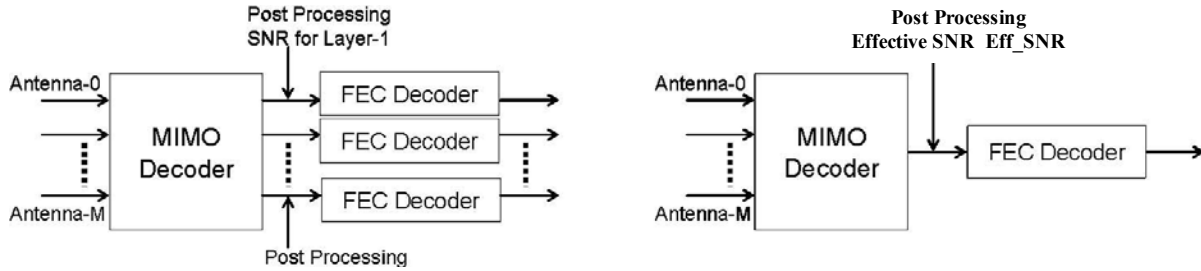 Post Processing
SNR for Layer-1
Antenna-0
MIMO
Decoder
FEC Decoder
FEC Decoder
FEC Decoder
Antenna-M
Post Processing
Post Processing
Effective SNR Eff_SNR
Antenna-0
MIMO
Decoder
FEC Decoder
Antenna-M